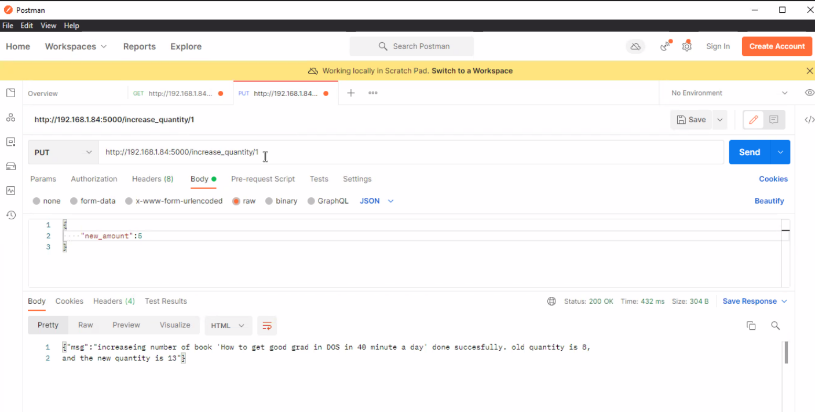 Postman
File Edit View Help
Home Workspaces Reports Explore Search Postman Sign In Create Account
Working locally in Scratch Pad. Switch to a Workspace
Overview GET http://192.168.1.84... PUT http://192.168.1.84... + ••• No Environment
http://192.168.1.84:5000/increase_quantity/1 Save
PUT http://192.168.1.84:5000/increase_quantity/1 Send
Params Authorization Headers (8) Body Pre-request Script Tests Settings Cookies
none form-data x-www-form-urlencoded raw binary GraphQL JSON Beautify
1 {
2 "new_amount":5
3 }
Body Cookies Headers (4) Test Results Status: 200 OK Time: 432 ms Size: 304 B Save Response
Pretty Raw Preview Visualize HTML
1 {"msg":"increaseing number of book 'How to get good grad in DOS in 40 minute a day' done succesfully. old quantity is 8,
2 and the new quantity is 13"}